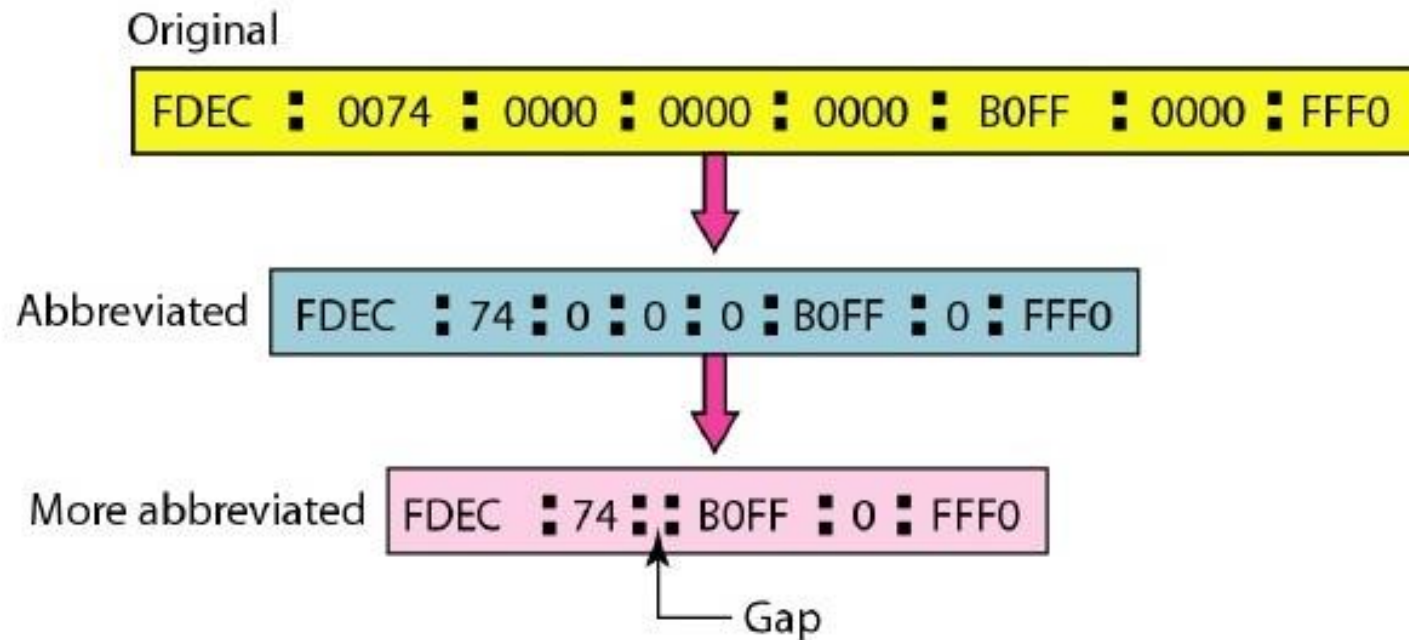 Original
FDEC : 0074 : 0000 : 0000 : 0000 : B0FF : 0000 : FFF0
Abbreviated
FDEC : 74 : 0 : 0 : 0 : B0FF : 0 : FFF0
More abbreviated
FDEC : 74 : : B0FF : 0 : FFF0
Gap